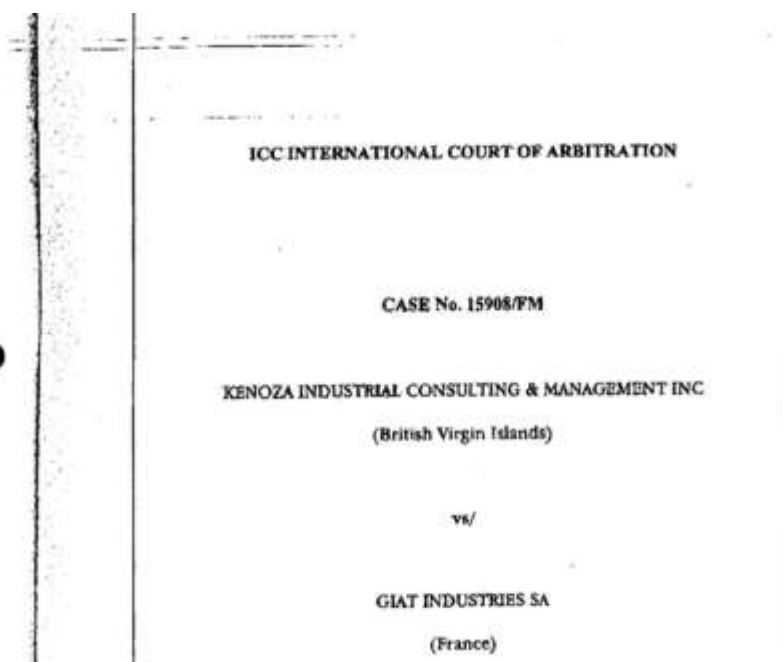 ICC INTERNATIONAL COURT OF ARBITRATION
CASE No. 15908/FM
KENOZA INDUSTRIAL CONSULTING & MANAGEMENT INC
(British Virgin Islands)
vs/
GIAT INDUSTRIES SA
(France)